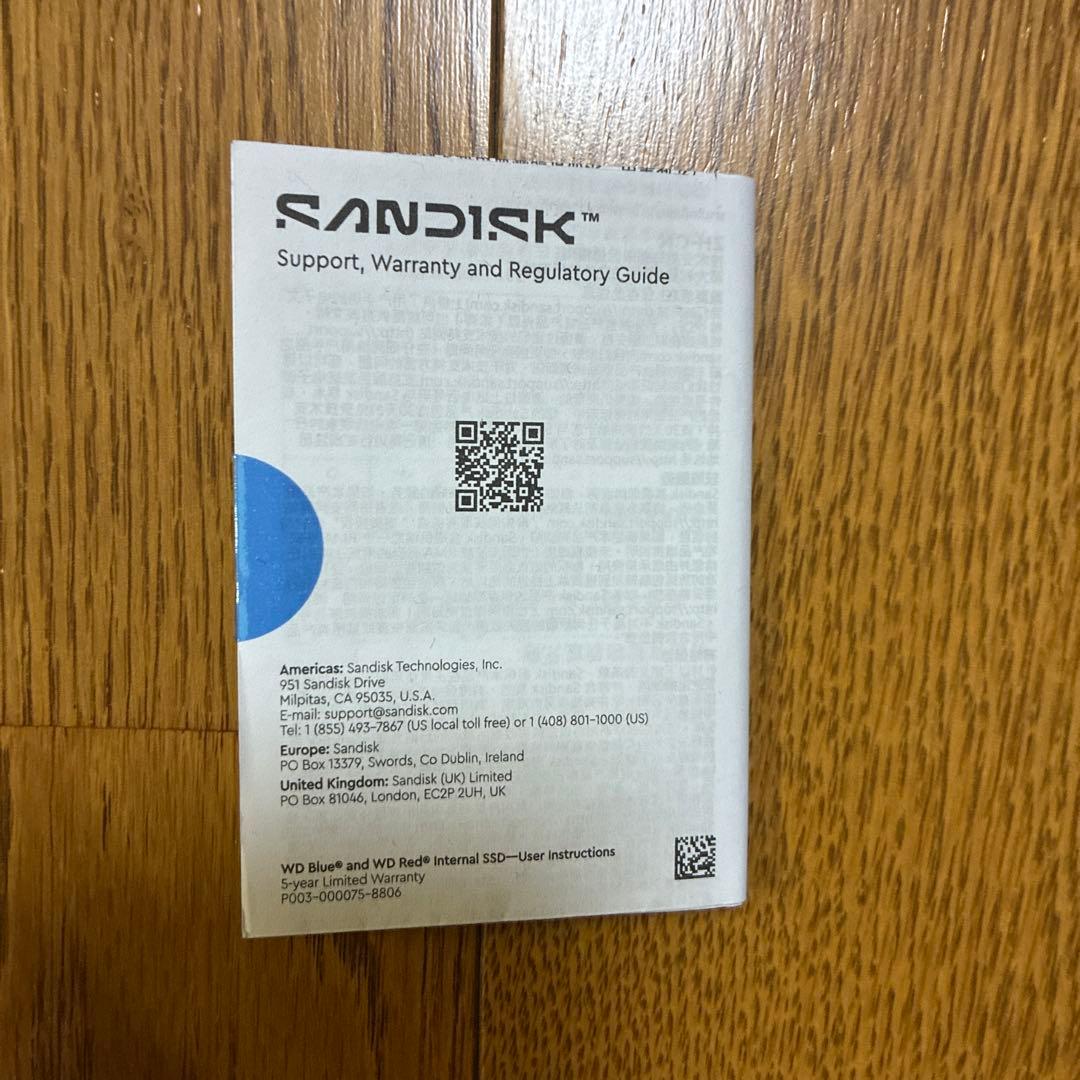 SANDISK™
Support, Warranty and Regulatory Guide
Americas: Sandisk Technologies, Inc.
951 Sandisk Drive
Milpitas, CA 95035, U.S.A.
E-mail: support@sandisk.com
Tel: 1 (855) 493-7867 (US local toll free) or 1 (408) 801-1000 (US)
Europe: Sandisk
PO Box 13379, Swords, Co Dublin, Ireland
United Kingdom: Sandisk (UK) Limited
PO Box 81046, London, EC2P 2UH, UK
WD Blue® and WD Red® Internal SSD—User Instructions
5-year Limited Warranty
P003-000075-8806